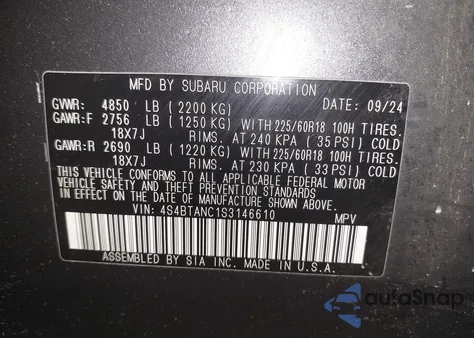 MFD BY SUBARU CORPORATION
GVWR: 4850 LB (2200 KG) DATE: 09/24
GAWR:F 2756 LB (1250 KG) WITH 225/60R18 100H TIRES.
18X7J RIMS. AT 240 KPA (35 PSI) COLD
GAWR:R 2690 LB (1220 KG) WITH 225/60R18 100H TIRES.
18X7J RIMS. AT 230 KPA (33 PSI) COLD
THIS VEHICLE CONFORMS TO ALL APPLICABLE FEDERAL MOTOR
VEHICLE SAFETY AND THEFT PREVENTION STANDARDS IN EFFECT
ON THE DATE OF MANUFACTURE SHOWN ABOVE.
VIN: 4S4BTANC1S3146610 MPV
ASSEMBLED BY SIA INC. MADE IN U.S.A.
autoSnap